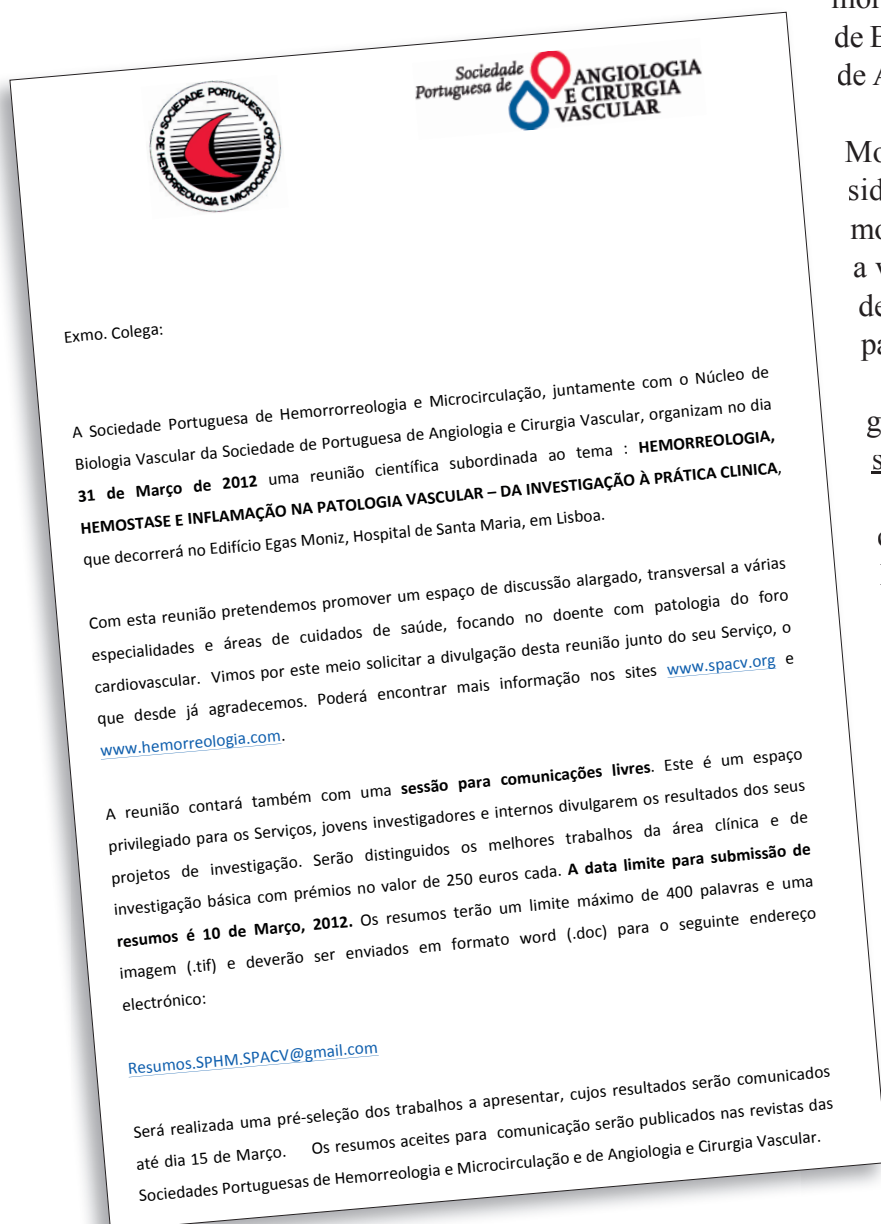 SOCIEDADE PORTUGUESA
DE HEMORREOLOGIA E MICROCIRCULAÇÃO
Sociedade
Portuguesa de
ANGIOLOGIA
E CIRURGIA
VASCULAR
Exmo. Colega:
A Sociedade Portuguesa de Hemorrorreologia e Microcirculação, juntamente com o Núcleo de
Biologia Vascular da Sociedade de Portuguesa de Angiologia e Cirurgia Vascular, organizam no dia
31 de Março de 2012 uma reunião científica subordinada ao tema : HEMORREOLOGIA,
HEMOSTASE E INFLAMAÇÃO NA PATOLOGIA VASCULAR – DA INVESTIGAÇÃO À PRÁTICA CLINICA,
que decorrerá no Edifício Egas Moniz, Hospital de Santa Maria, em Lisboa.
Com esta reunião pretendemos promover um espaço de discussão alargado, transversal a várias
especialidades e áreas de cuidados de saúde, focando no doente com patologia do foro
cardiovascular. Vimos por este meio solicitar a divulgação desta reunião junto do seu Serviço, o
que desde já agradecemos. Poderá encontrar mais informação nos sites www.spacv.org e
www.hemorreologia.com.
A reunião contará também com uma sessão para comunicações livres. Este é um espaço
privilegiado para os Serviços, jovens investigadores e internos divulgarem os resultados dos seus
projetos de investigação. Serão distinguidos os melhores trabalhos da área clínica e de
investigação básica com prémios no valor de 250 euros cada. A data limite para submissão de
resumos é 10 de Março, 2012. Os resumos terão um limite máximo de 400 palavras e uma
imagem (.tif) e deverão ser enviados em formato word (.doc) para o seguinte endereço
electrónico:
Resumos.SPHM.SPACV@gmail.com
Será realizada uma pré-seleção dos trabalhos a apresentar, cujos resultados serão comunicados
até dia 15 de Março. Os resumos aceites para comunicação serão publicados nas revistas das
Sociedades Portuguesas de Hemorreologia e Microcirculação e de Angiologia e Cirurgia Vascular.